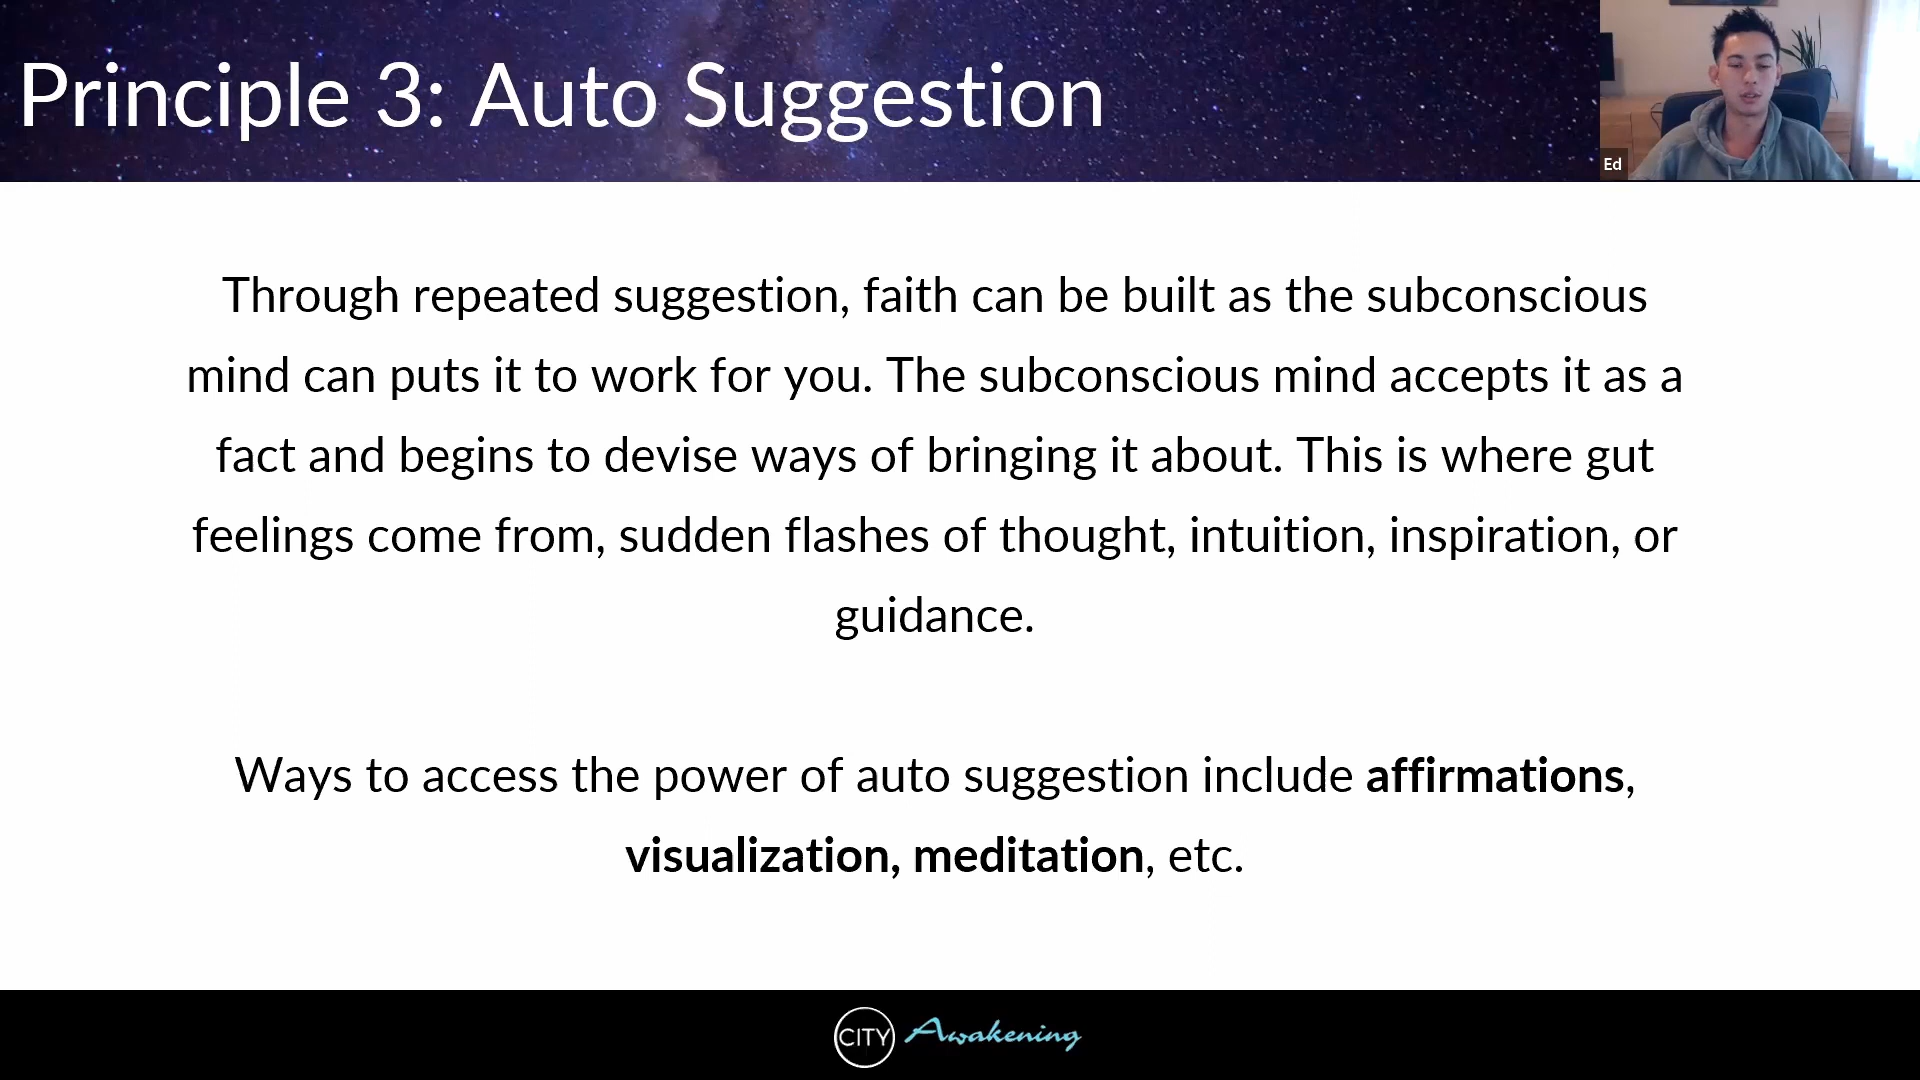 Principle 3: Auto Suggestion
Ed
Through repeated suggestion, faith can be built as the subconscious
mind can puts it to work for you. The subconscious mind accepts it as a
fact and begins to devise ways of bringing it about. This is where gut
feelings come from, sudden flashes of thought, intuition, inspiration, or
guidance.
Ways to access the power of auto suggestion include affirmations,
visualization, meditation, etc.
CITY Awakening